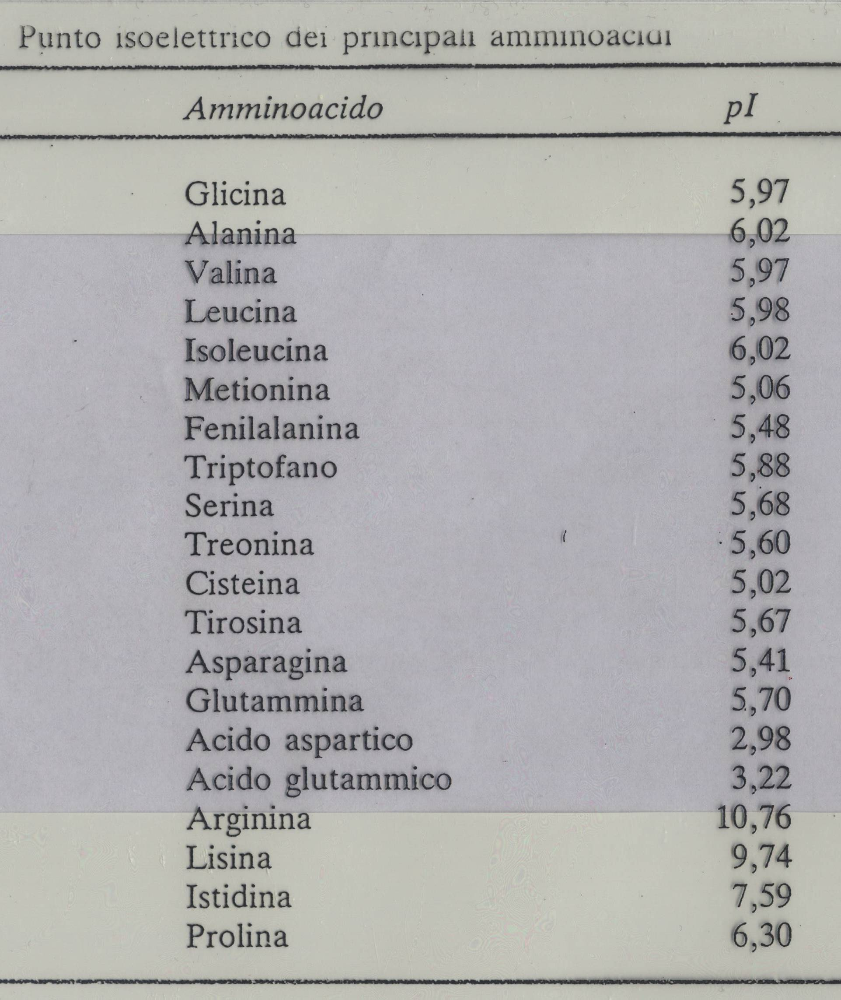 Punto isoelettrico dei principali amminoacidi
Amminoacido pI
Glicina 5,97
Alanina 6,02
Valina 5,97
Leucina 5,98
Isoleucina 6,02
Metionina 5,06
Fenilalanina 5,48
Triptofano 5,88
Serina 5,68
Treonina 5,60
Cisteina 5,02
Tirosina 5,67
Asparagina 5,41
Glutammina 5,70
Acido aspartico 2,98
Acido glutammico 3,22
Arginina 10,76
Lisina 9,74
Istidina 7,59
Prolina 6,30